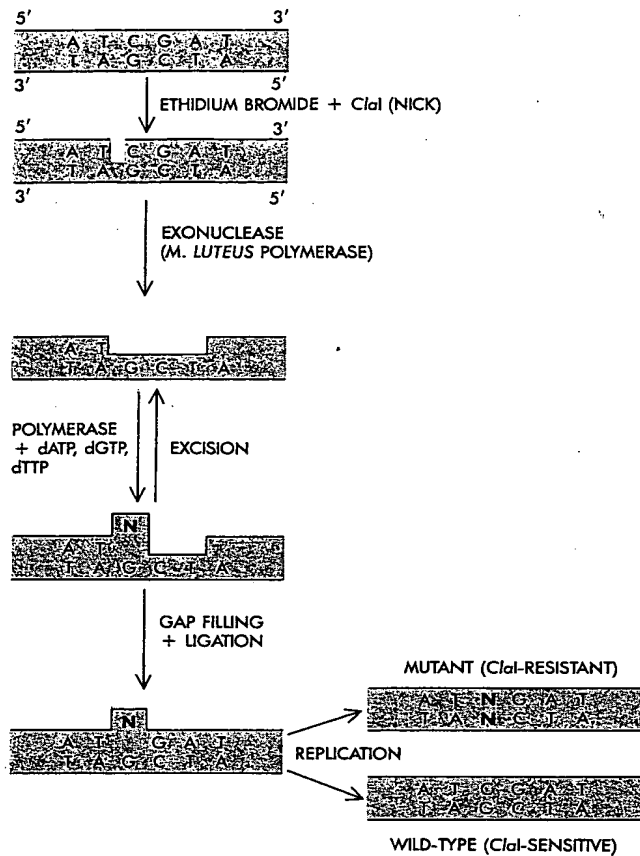 5' 3'
A T C G A T
T A G C T A
3' 5'
ETHIDIUM BROMIDE + ClaI (NICK)
5' 3'
A T C G A T
T A G C T A
3' 5'
EXONUCLEASE
(M. LUTEUS POLYMERASE)
A T
T A G C T A
POLYMERASE
+ dATP, dGTP,
dTTP
EXCISION
N
A T T
T A G C T A
GAP FILLING
+ LIGATION
N
A T G A T
T A G C T A
REPLICATION
MUTANT (ClaI-RESISTANT)
A T N G A T
T A N C T A
A T C G A T
T A G C T A
WILD-TYPE (ClaI-SENSITIVE)